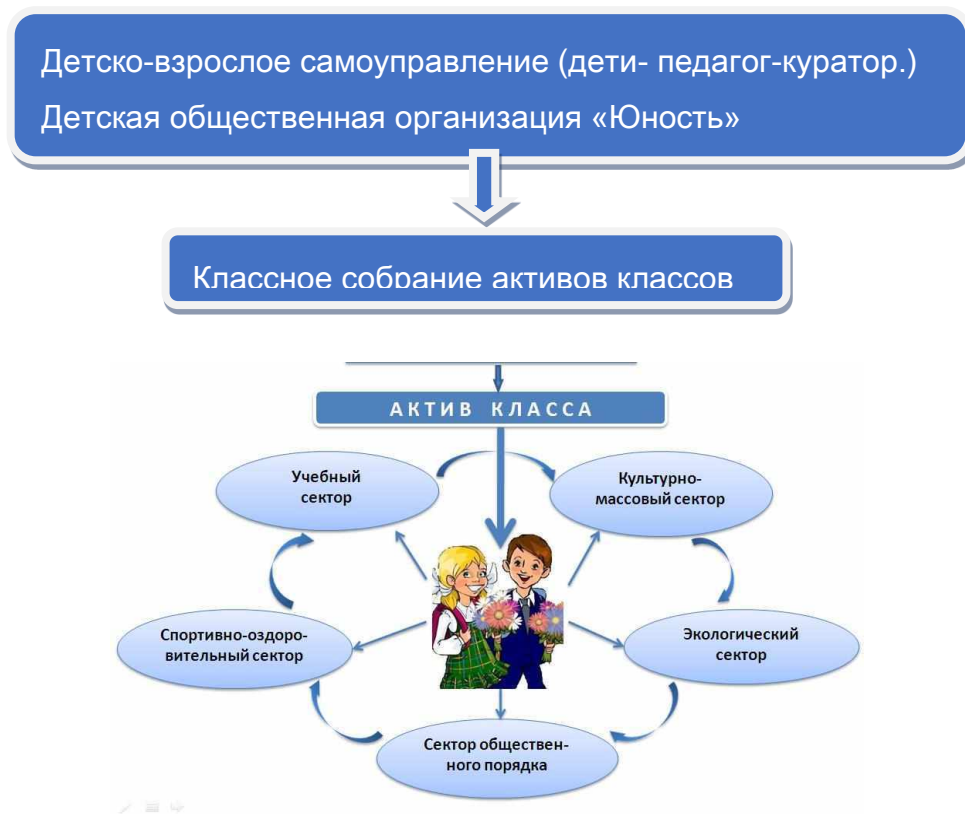 Детско-взрослое самоуправление (дети- педагог-куратор.)
Детская общественная организация «Юность»
Классное собрание активов классов
АКТИВ КЛАССА
Учебный
сектор
Культурно-
массовый сектор
Спортивно-оздоро-
вительный сектор
Экологический
сектор
Сектор обществен-
ного порядка